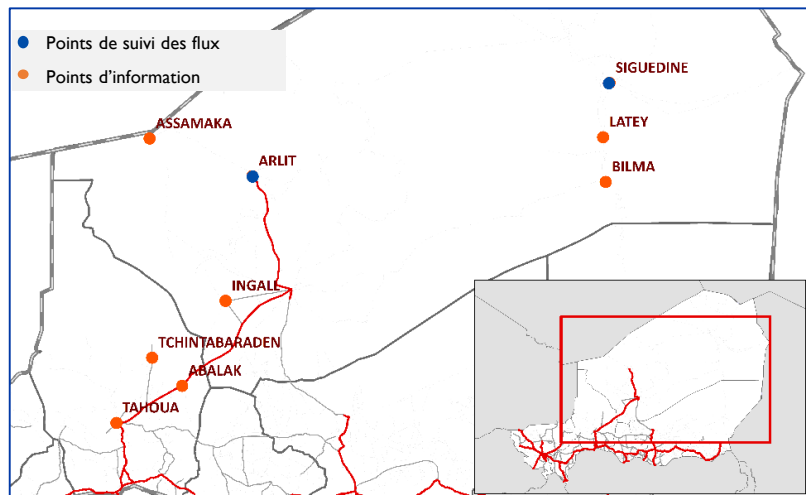 Points de suivi des flux
Points d'information
SIGUEDINE
ASSAMAKA
LATEY
ARLIT
BILMA
INGALL
TCHINTABARADEN
ABALAK
TAHOUA